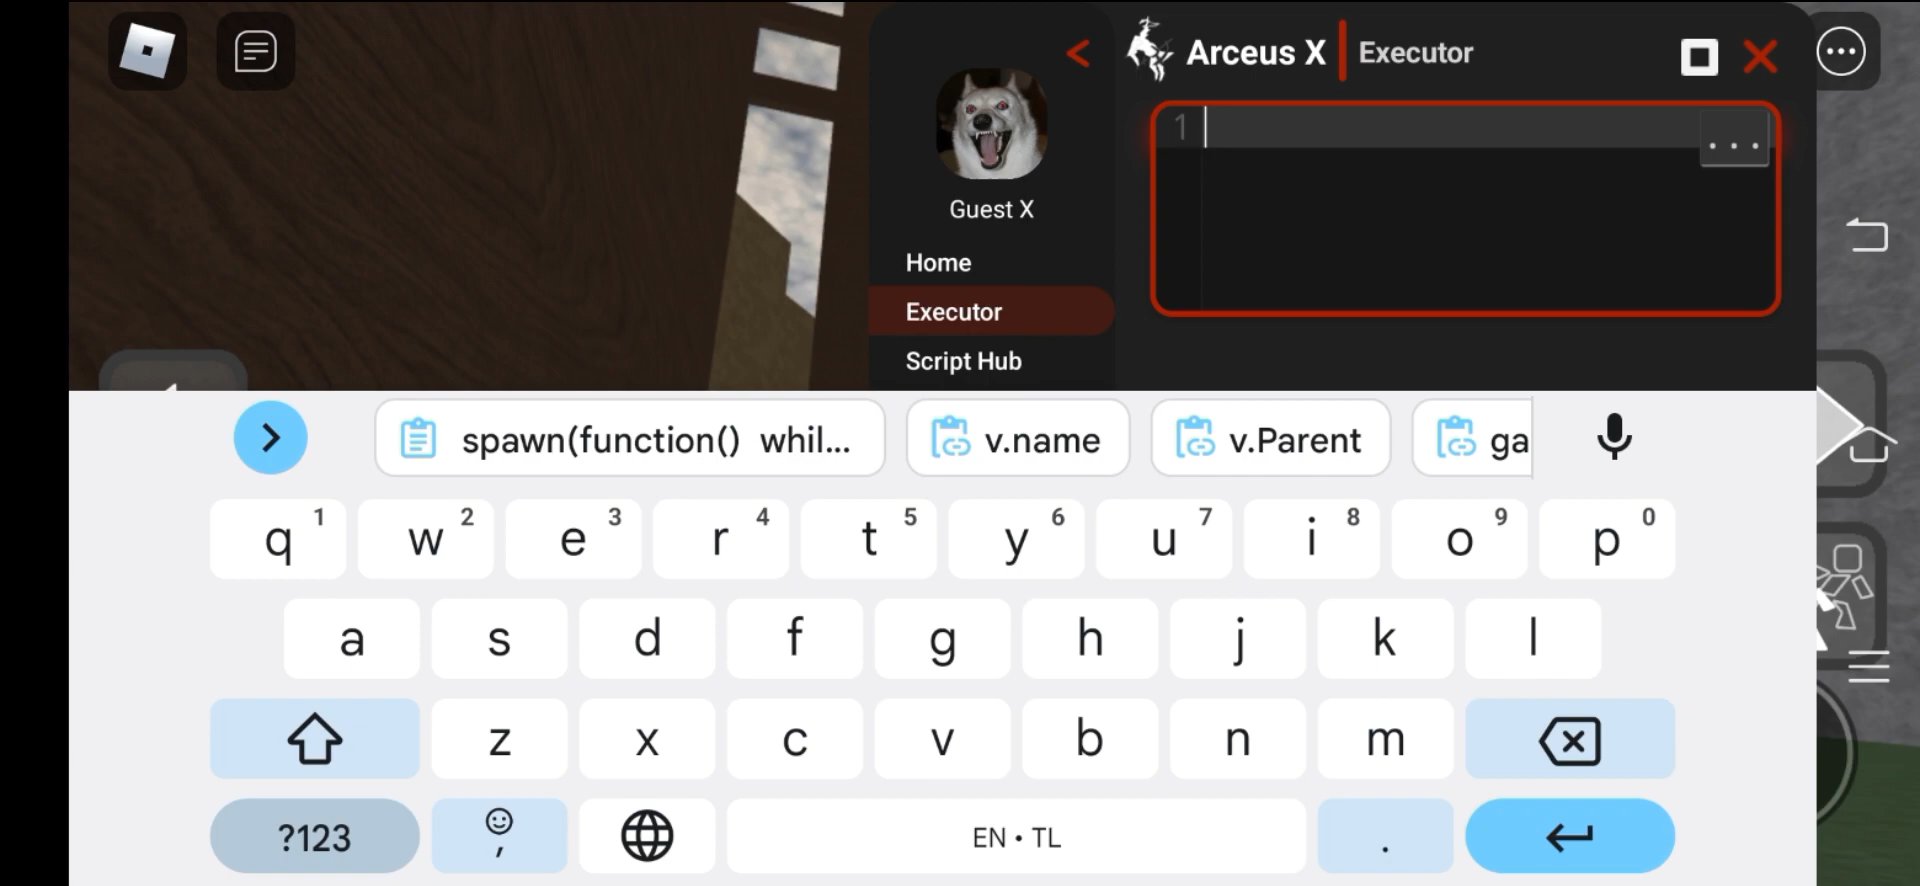 <
Arceus X | Executor
X
1
...
Guest X
Home
Executor
Script Hub
spawn(function() whil...
v.name
v.Parent
ga
q 1 w 2 e 3 r 4 t 5 y 6 u 7 i 8 o 9 p 0
a s d f g h j k l
z x c v b n m
?123 , EN • TL .